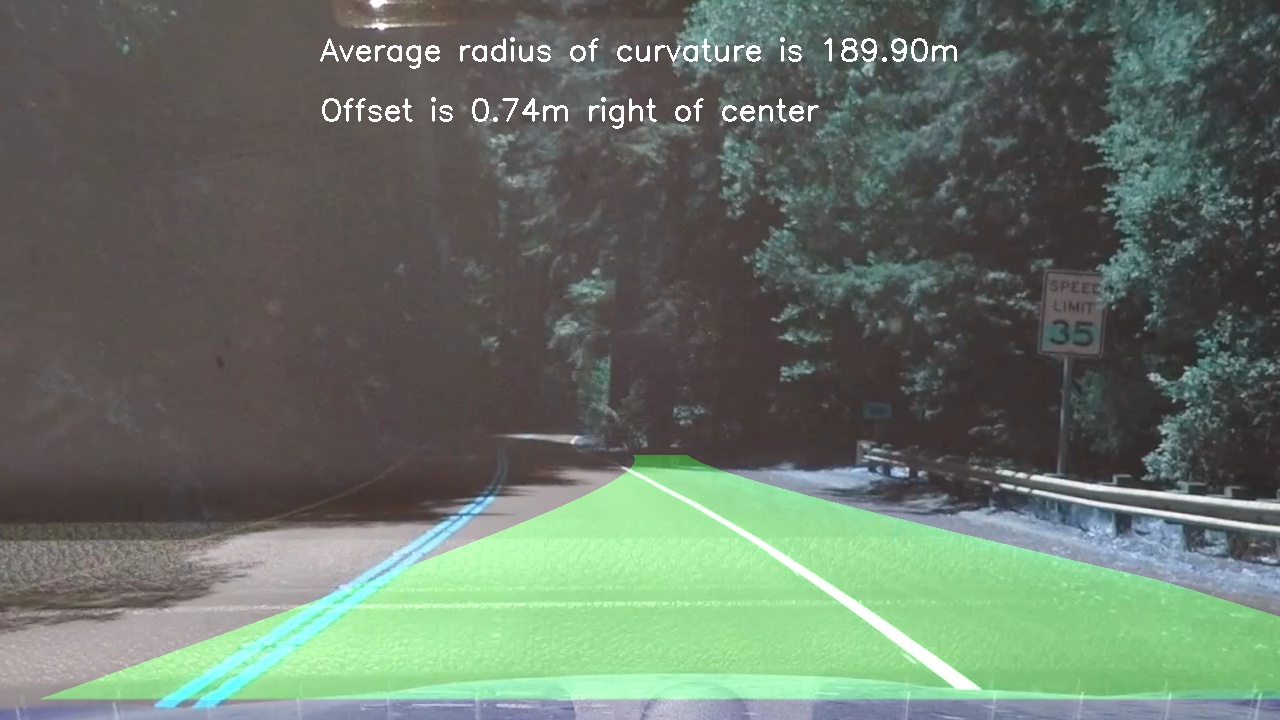 Average radius of curvature is 189.90m
Offset is 0.74m right of center
SPEED
LIMIT
35